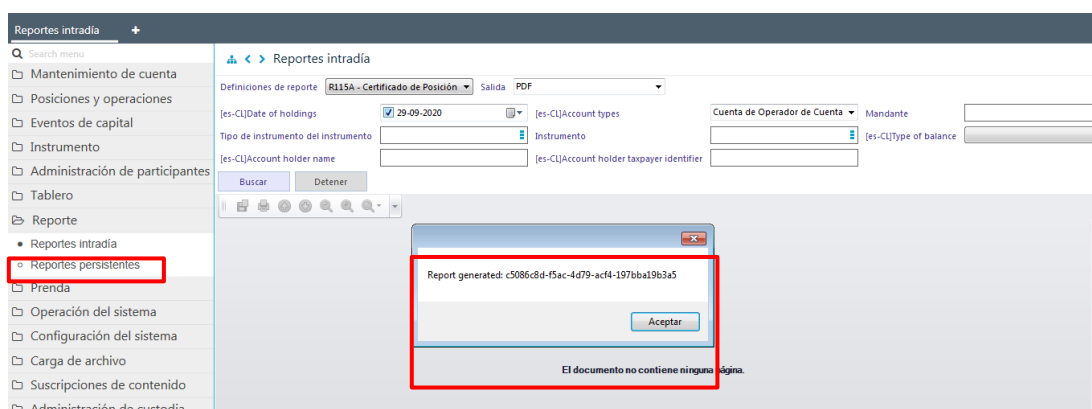 Reportes intradía +
Search menu
Mantenimiento de cuenta
Posiciones y operaciones
Eventos de capital
Instrumento
Administración de participantes
Tablero
Reporte
Reportes intradía
Reportes persistentes
Prenda
Operación del sistema
Configuración del sistema
Carga de archivo
Suscripciones de contenido
Administración de custodia
Reportes intradía
Definiciones de reporte R115A - Certificado de Posición Salida PDF
[es-CL]Date of holdings 29-09-2020 [es-CL]Account types Cuenta de Operador de Cuenta Mandante
Tipo de instrumento del instrumento Instrumento [es-CL]Type of balance
[es-CL]Account holder name [es-CL]Account holder taxpayer identifier
Buscar Detener
Report generated: c5086c8d-f5ac-4d79-acf4-197bba19b3a5
Aceptar
El documento no contiene ninguna página.